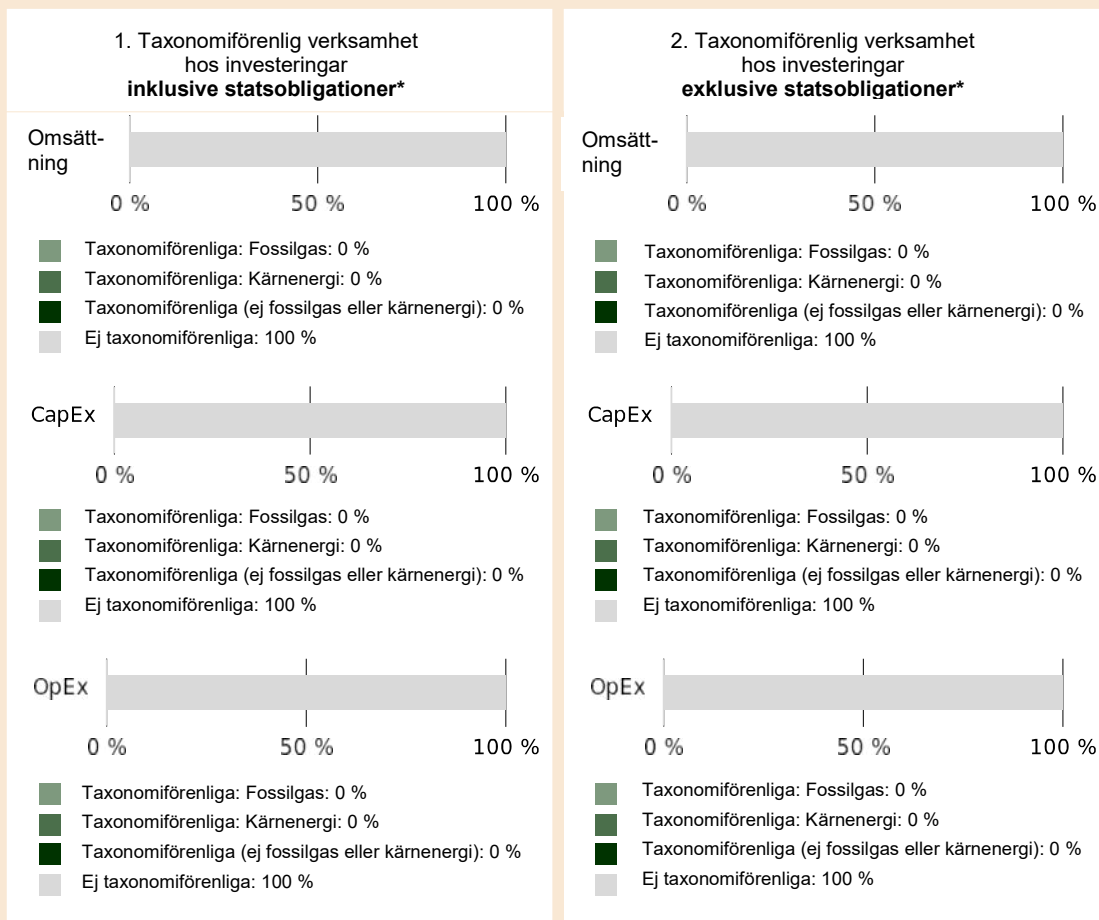 1. Taxonomiförenlig verksamhet
hos investeringar
inklusive statsobligationer*
Omsätt-
ning
0 % 50 % 100 %
Taxonomiförenliga: Fossilgas: 0 %
Taxonomiförenliga: Kärnenergi: 0 %
Taxonomiförenliga (ej fossilgas eller kärnenergi): 0 %
Ej taxonomiförenliga: 100 %
CapEx
0 % 50 % 100 %
Taxonomiförenliga: Fossilgas: 0 %
Taxonomiförenliga: Kärnenergi: 0 %
Taxonomiförenliga (ej fossilgas eller kärnenergi): 0 %
Ej taxonomiförenliga: 100 %
OpEx
0 % 50 % 100 %
Taxonomiförenliga: Fossilgas: 0 %
Taxonomiförenliga: Kärnenergi: 0 %
Taxonomiförenliga (ej fossilgas eller kärnenergi): 0 %
Ej taxonomiförenliga: 100 %
2. Taxonomiförenlig verksamhet
hos investeringar
exklusive statsobligationer*
Omsätt-
ning
0 % 50 % 100 %
Taxonomiförenliga: Fossilgas: 0 %
Taxonomiförenliga: Kärnenergi: 0 %
Taxonomiförenliga (ej fossilgas eller kärnenergi): 0 %
Ej taxonomiförenliga: 100 %
CapEx
0 % 50 % 100 %
Taxonomiförenliga: Fossilgas: 0 %
Taxonomiförenliga: Kärnenergi: 0 %
Taxonomiförenliga (ej fossilgas eller kärnenergi): 0 %
Ej taxonomiförenliga: 100 %
OpEx
0 % 50 % 100 %
Taxonomiförenliga: Fossilgas: 0 %
Taxonomiförenliga: Kärnenergi: 0 %
Taxonomiförenliga (ej fossilgas eller kärnenergi): 0 %
Ej taxonomiförenliga: 100 %